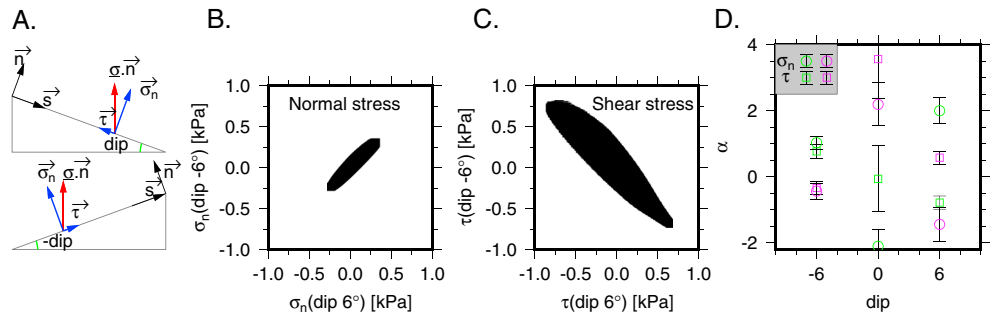 A.
B.
C.
D.
n
s
σ.n
σn
τ
dip
σn
σ.n
n
s
τ
-dip
Normal stress
1.0
0.5
0.0
-0.5
-1.0
-1.0 -0.5 0.0 0.5 1.0
σn(dip -6°) [kPa]
σn(dip 6°) [kPa]
Shear stress
1.0
0.5
0.0
-0.5
-1.0
-1.0 -0.5 0.0 0.5 1.0
τ(dip -6°) [kPa]
τ(dip 6°) [kPa]
σn
τ
4
2
0
-2
α
-6 0 6
dip